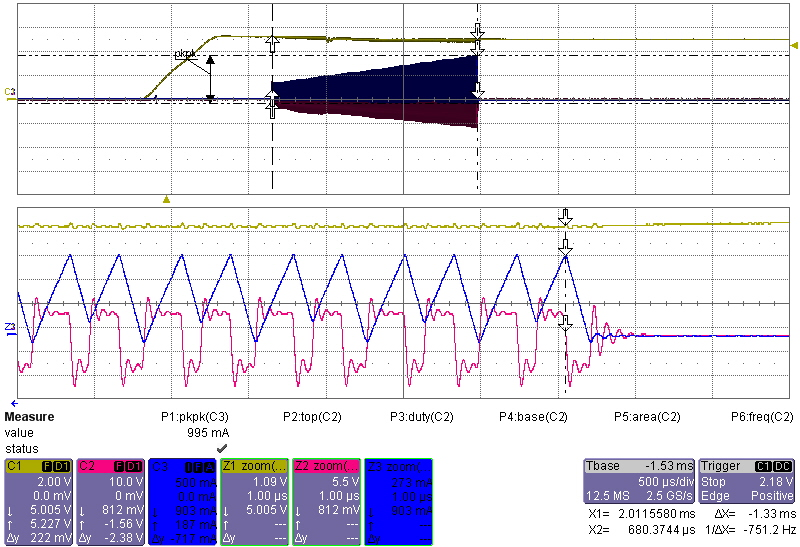 pkpk
C3
Z3
Measure P1:pkpk(C3) P2:top(C2) P3:duty(C2) P4:base(C2) P5:area(C2) P6:freq(C2)
value 995 mA
status
C1 F D1 C2 F D1 C3 Z1 zoom(... Z2 zoom(... Z3 zoom(... Tbase -1.53 ms Trigger C1 DC
2.00 V 10.0 V 500 mA 1.09 V 5.5 V 273 mA 500 µs/div Stop 2.18 V
0.0 mV 0 mV 0.0 mA 1.00 µs 1.00 µs 1.00 µs 12.5 MS 2.5 GS/s Edge Positive
↓ 5.005 V ↓ 812 mV ↓ 903 mA ↓ 5.005 V ↓ 812 mV ↓ 903 mA X1= 2.0115580 ms ΔX= -1.33 ms
↑ 5.227 V ↑ -1.56 V ↑ 187 mA ↑ --- ↑ --- ↑ --- X2= 680.3744 µs 1/ΔX= -751.2 Hz
Δy 222 mV Δy -2.38 V Δy -717 mA Δy --- Δy --- Δy ---